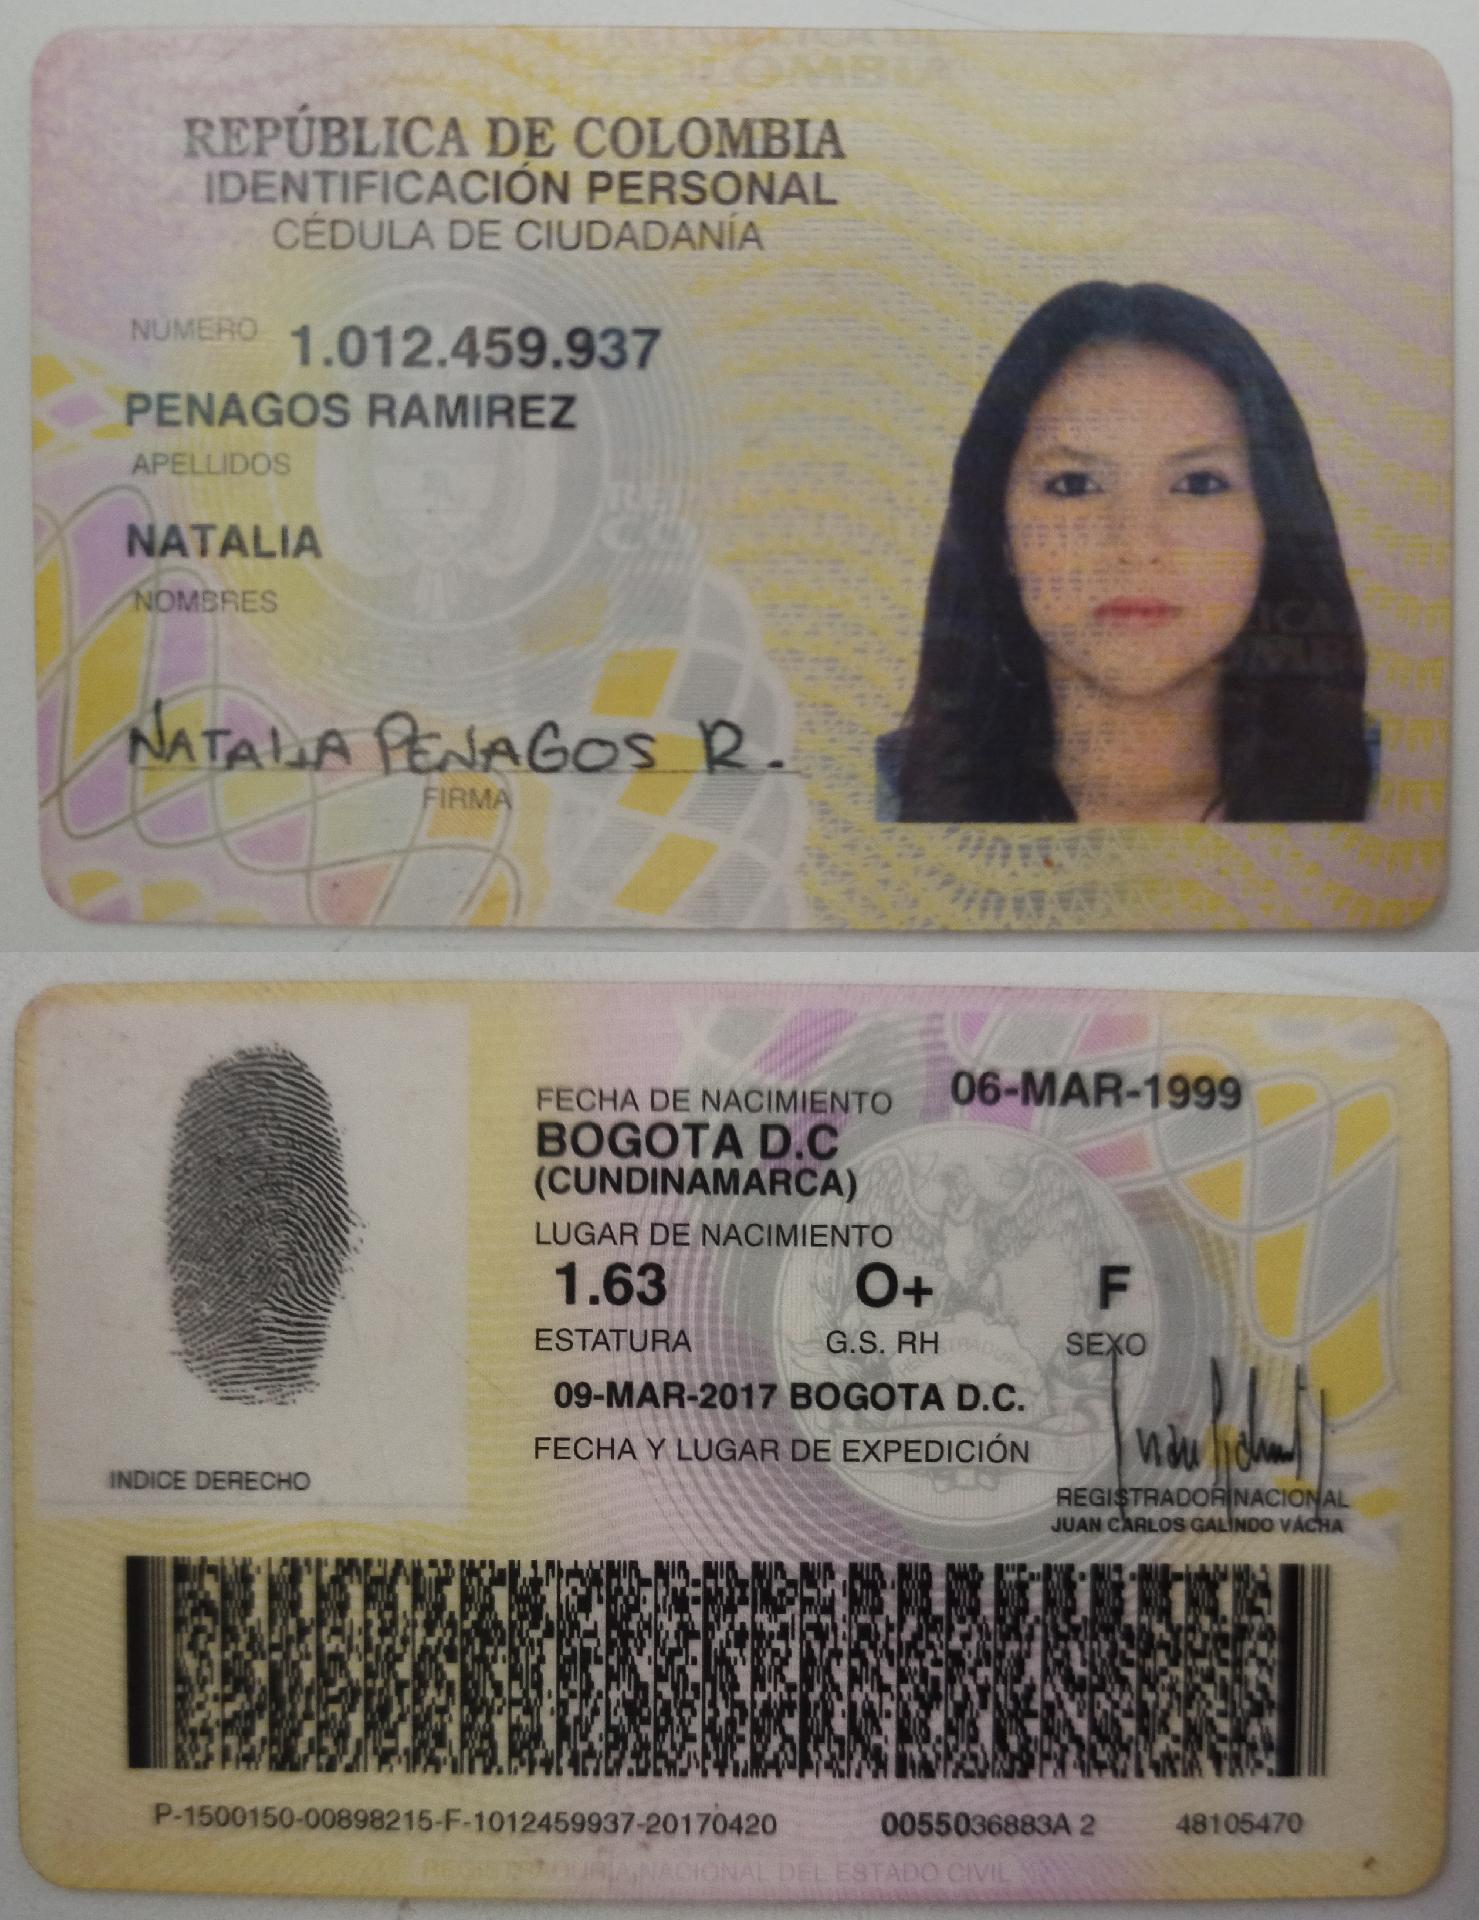 REPÚBLICA DE COLOMBIA
IDENTIFICACIÓN PERSONAL
CÉDULA DE CIUDADANÍA
NUMERO 1.012.459.937
PENAGOS RAMIREZ
APELLIDOS
NATALIA
NOMBRES
NATALIA PENAGOS R.
FIRMA
FECHA DE NACIMIENTO 06-MAR-1999
BOGOTA D.C
(CUNDINAMARCA)
LUGAR DE NACIMIENTO
1.63 O+ F
ESTATURA G.S. RH SEXO
09-MAR-2017 BOGOTA D.C.
FECHA Y LUGAR DE EXPEDICIÓN
INDICE DERECHO
REGISTRADOR NACIONAL
JUAN CARLOS GALINDO VÁCHA
P-1500150-00898215-F-1012459937-20170420 0055036883A 2 48105470
REGISTRADURIA NACIONAL DEL ESTADO CIVIL